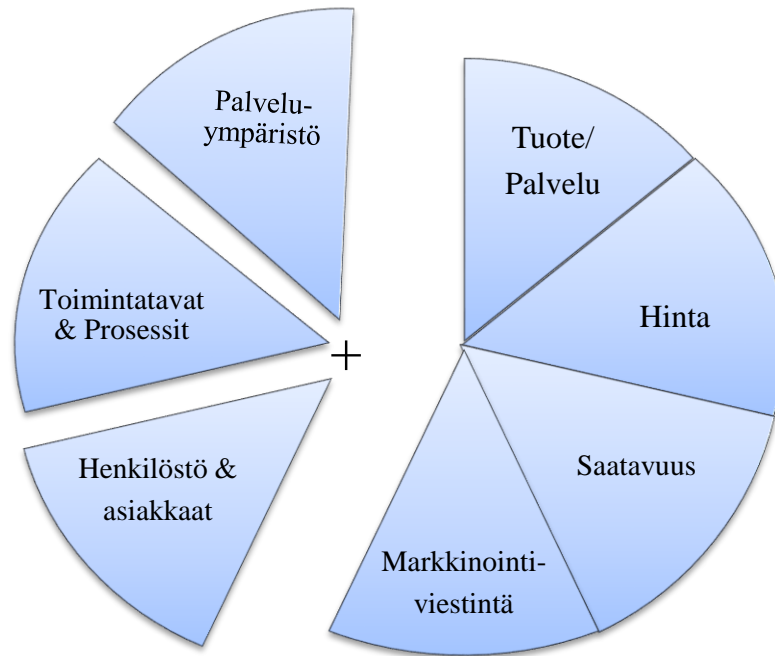 Palvelu-
ympäristö
Tuote/
Palvelu
Toimintatavat
& Prosessit
+
Hinta
Henkilöstö &
asiakkaat
Saatavuus
Markkinointi-
viestintä